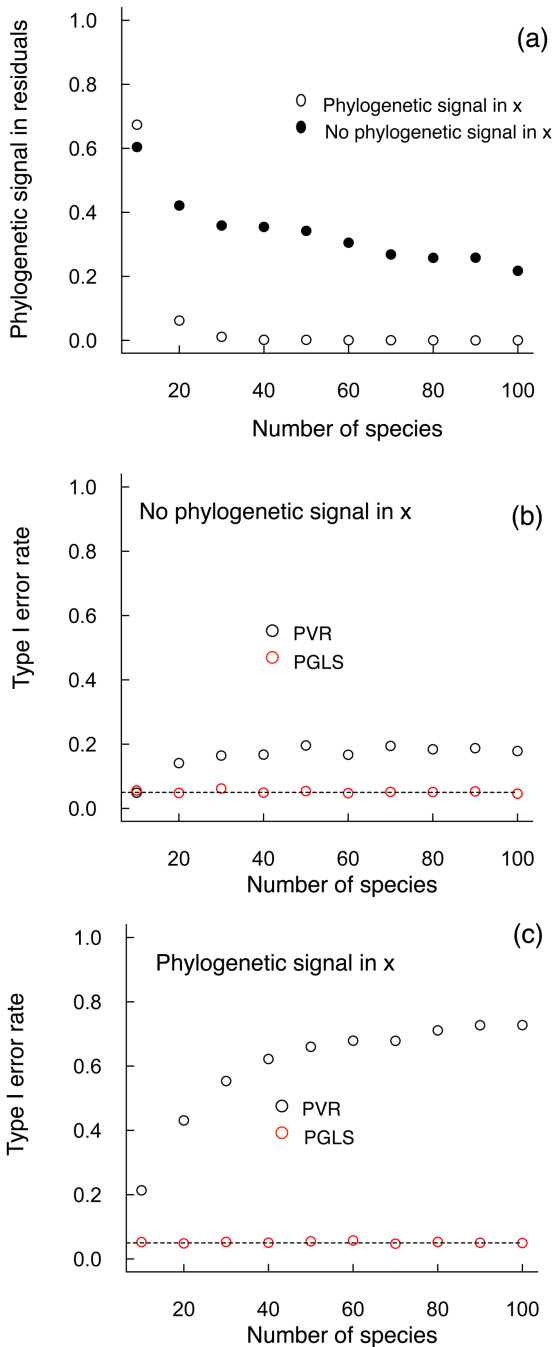 (a)
Phylogenetic signal in residuals
1.0
0.8
0.6
0.4
0.2
0.0
Phylogenetic signal in x
No phylogenetic signal in x
20 40 60 80 100
Number of species
(b)
No phylogenetic signal in x
Type I error rate
1.0
0.8
0.6
0.4
0.2
0.0
PVR
PGLS
20 40 60 80 100
Number of species
(c)
Phylogenetic signal in x
Type I error rate
1.0
0.8
0.6
0.4
0.2
0.0
PVR
PGLS
20 40 60 80 100
Number of species